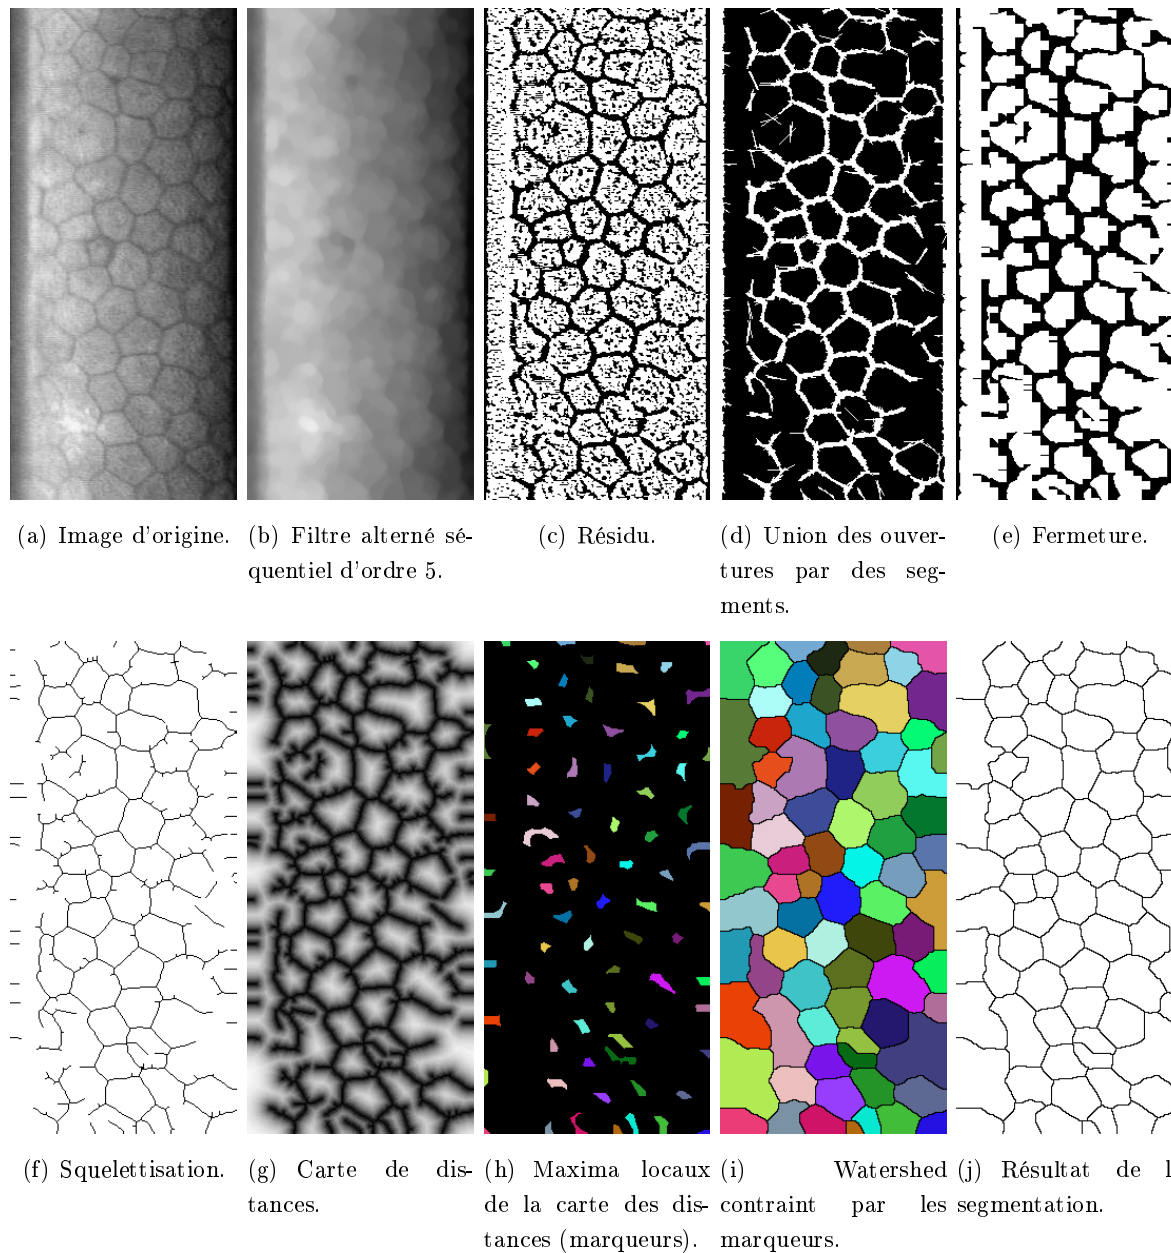 (a) Image d'origine.
(b) Filtre alterné sé-
quentiel d'ordre 5.
(c) Résidu.
(d) Union des ouver-
tures par des seg-
ments.
(e) Fermeture.
(f) Squelettisation.
(g) Carte de dis-
tances.
(h) Maxima locaux
de la carte des dis-
tances (marqueurs).
(i) Watershed
contraint par les
marqueurs.
(j) Résultat de l
segmentation.